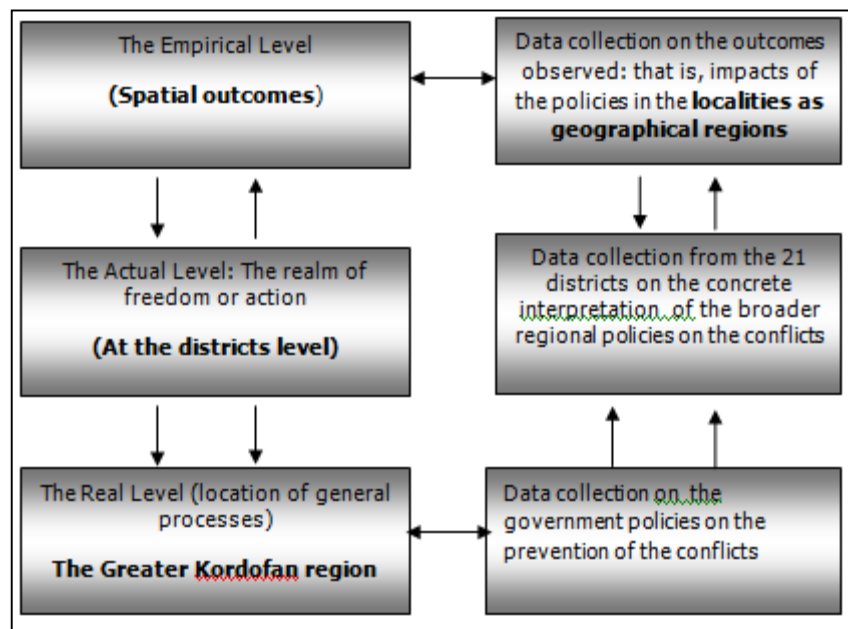 The Empirical Level
(Spatial outcomes)
Data collection on the outcomes
observed: that is, impacts of
the policies in the localities as
geographical regions
The Actual Level: The realm of
freedom or action
(At the districts level)
Data collection from the 21
districts on the concrete
interpretation of the broader
regional policies on the conflicts
The Real Level (location of general
processes)
The Greater Kordofan region
Data collection on the
government policies on the
prevention of the conflicts